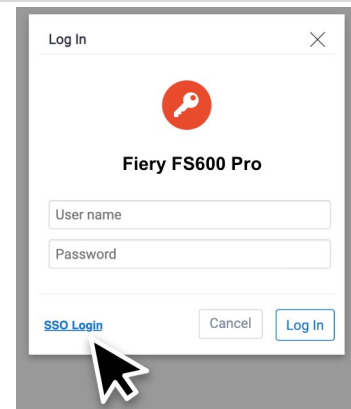 Log In
Fiery FS600 Pro
User name
Password
SSO Login Cancel Log In